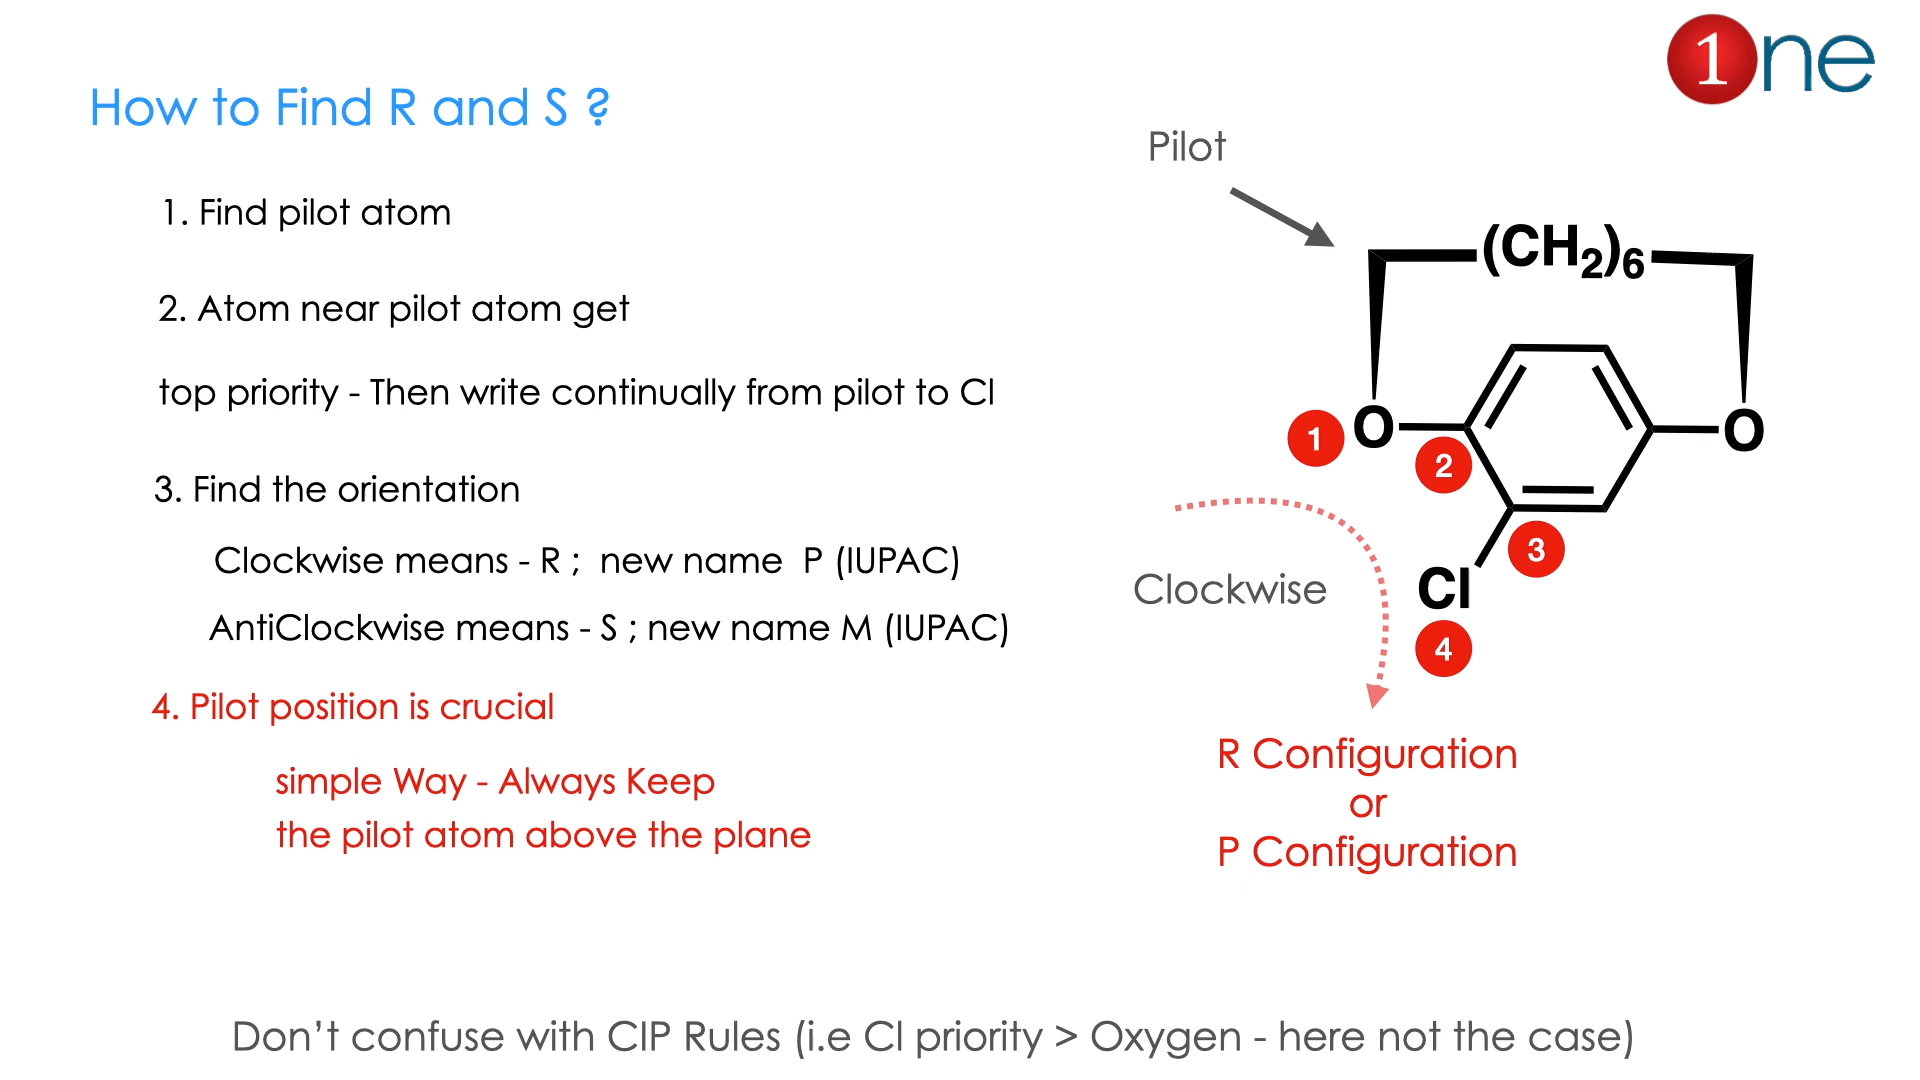 1ne
How to Find R and S ?
Pilot
1. Find pilot atom
(CH₂)₆
2. Atom near pilot atom get
top priority - Then write continually from pilot to Cl
1 O
2
O
3. Find the orientation
3
Clockwise means - R ; new name P (IUPAC)
Clockwise
Cl
AntiClockwise means - S ; new name M (IUPAC)
4
4. Pilot position is crucial
simple Way - Always Keep
the pilot atom above the plane
R Configuration
or
P Configuration
Don't confuse with CIP Rules (i.e Cl priority > Oxygen - here not the case)